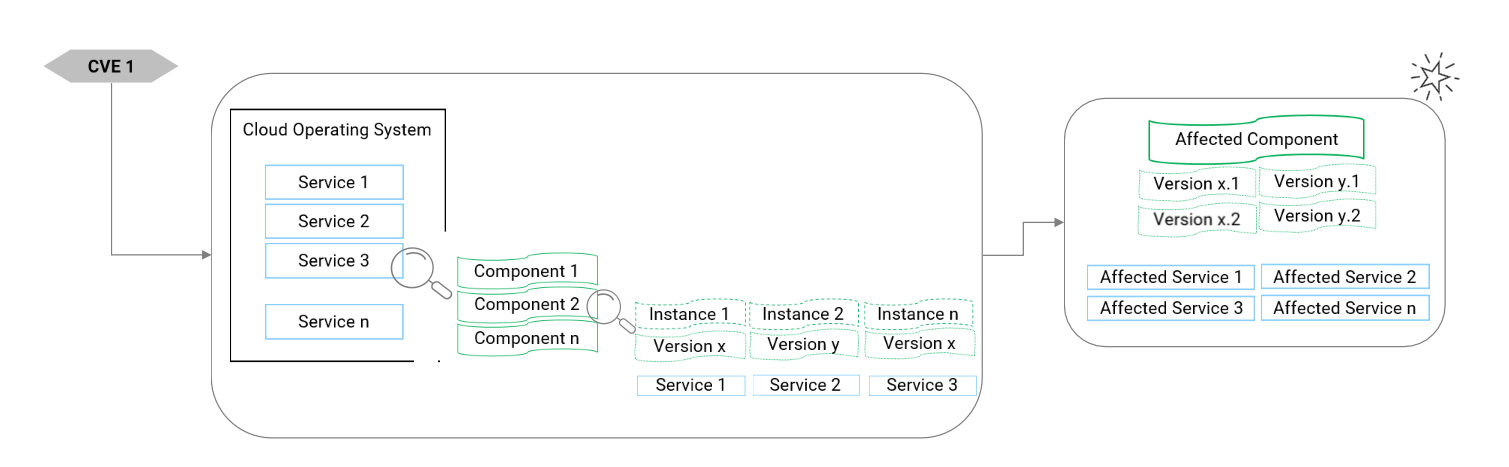 CVE 1
Cloud Operating System
Service 1
Service 2
Service 3
Service n
Component 1
Component 2
Component n
Instance 1 Instance 2 Instance n
Version x Version y Version x
Service 1 Service 2 Service 3
Affected Component
Version x.1 Version y.1
Version x.2 Version y.2
Affected Service 1 Affected Service 2
Affected Service 3 Affected Service n